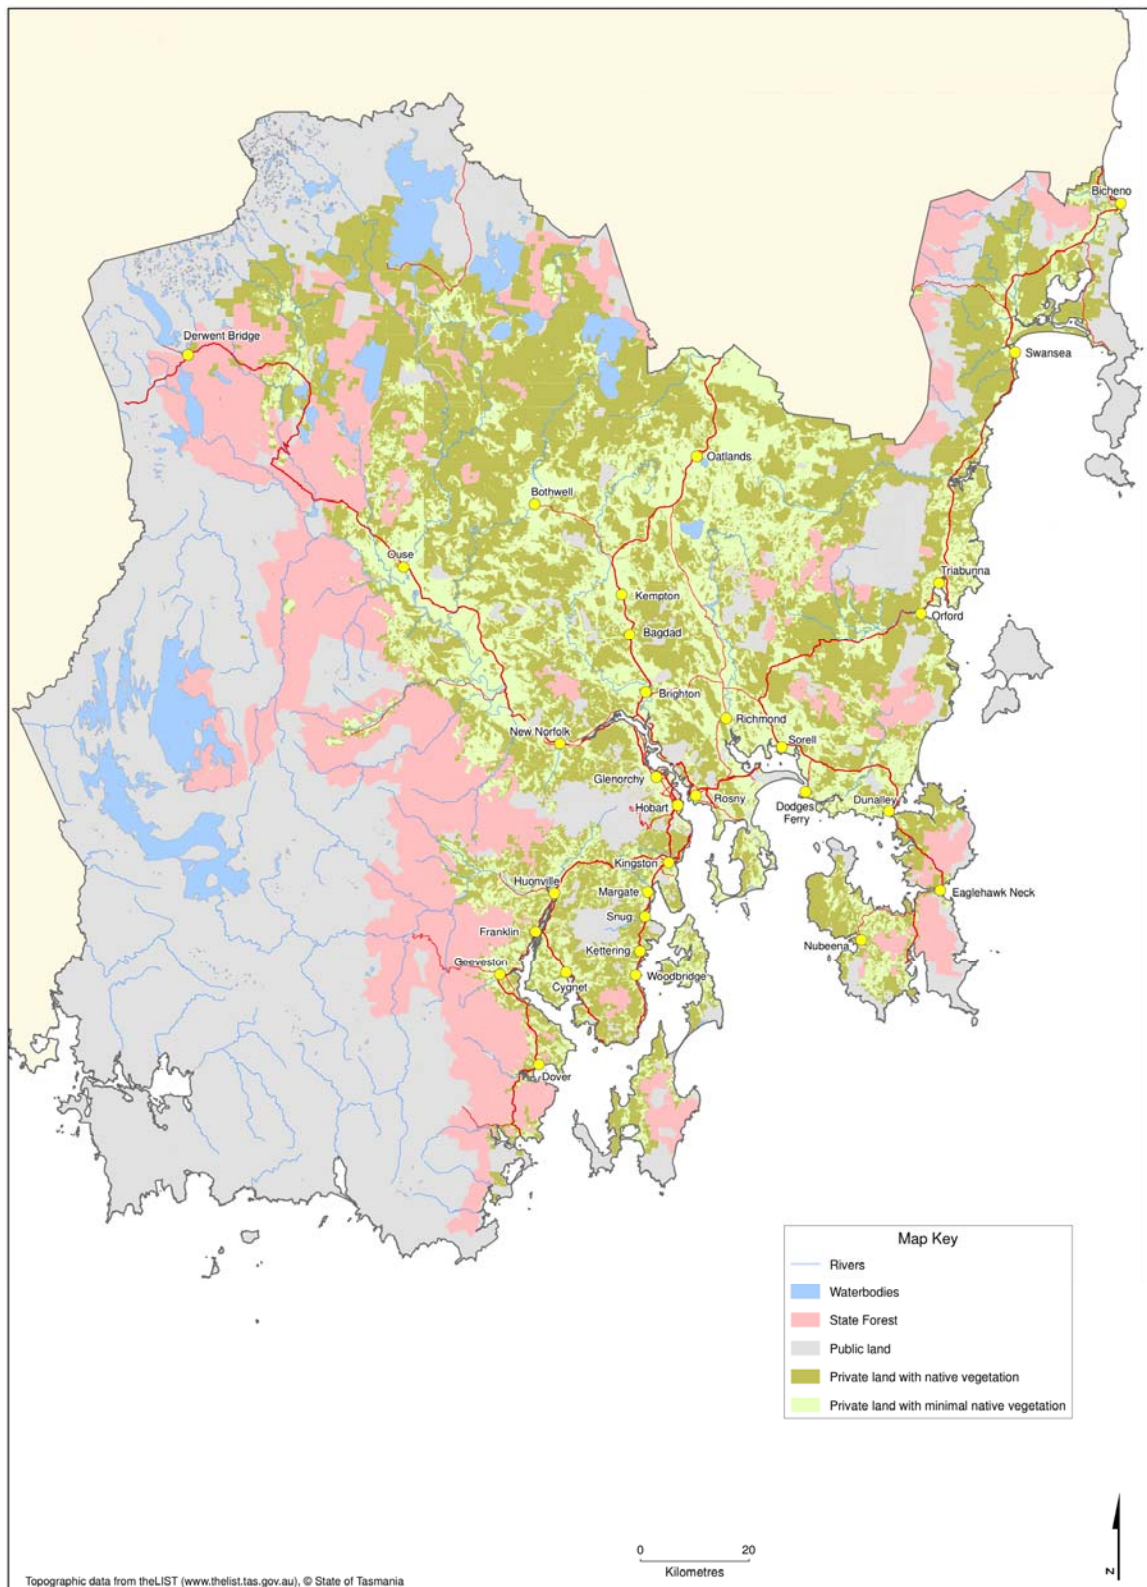 Bicheno
Derwent Bridge
Swansea
Oatlands
Bothwell
Ouse
Triabunna
Kempton
Orford
Bagdad
Brighton
Richmond
New Norfolk
Sorell
Glenorchy
Rosny
Hobart
Dodges
Ferry
Dunalley
Kingston
Huonville
Margate
Eaglehawk Neck
Snug
Franklin
Nubeena
Kettering
Geeveston
Cygnet
Woodbridge
Dover
Map Key
Rivers
Waterbodies
State Forest
Public land
Private land with native vegetation
Private land with minimal native vegetation
0 20
Kilometres
N
Topographic data from theLIST (www.thelist.tas.gov.au), © State of Tasmania